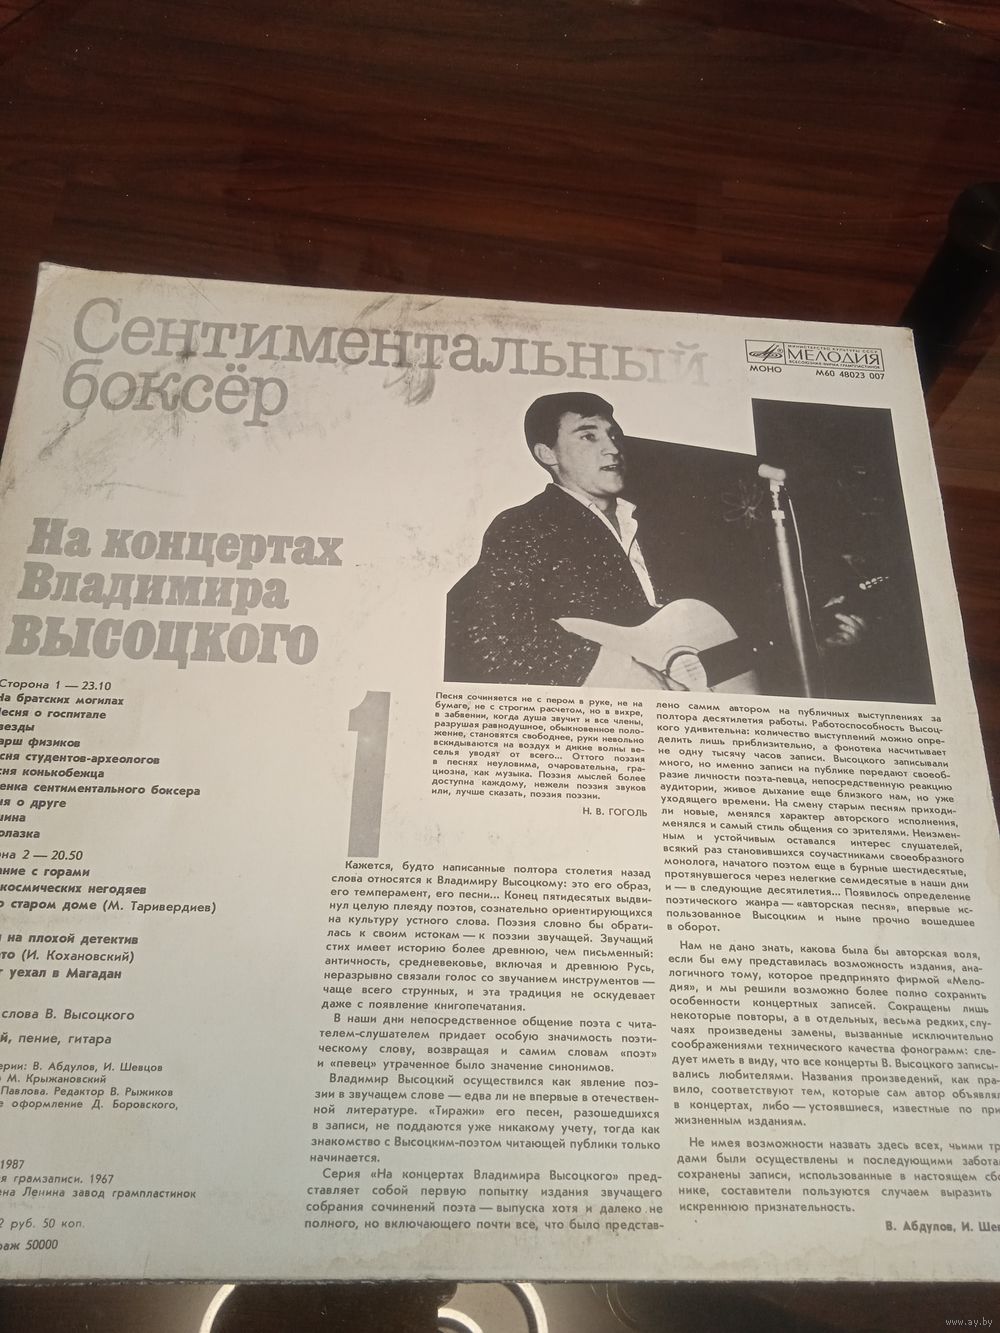 Сентиментальный
боксёр
МИНИСТЕРСТВО КУЛЬТУРЫ СССР
МЕЛОДИЯ
ВСЕСОЮЗНАЯ ФИРМА ГРАМПЛАСТИНОК
МОНО
М60 48023 007
На концертах
Владимира
ВЫСОЦКОГО
1
Сторона 1 — 23.10
На братских могилах
Песня о госпитале
везды
арш физиков
сня студентов-археологов
сня конькобежца
енка сентиментального боксера
ня о друге
шина
олазка
она 2 — 20.50
ание с горами
космических негодяев
о старом доме (М. Таривердиев)
и на плохой детектив
то (И. Кохановский)
г уехал в Магадан
слова В. Высоцкого
й, пение, гитара
ерии: В. Абдулов, И. Шевцов
М. Крыжановский
Павлова. Редактор В. Рыжиков
е оформление Д. Боровского,
1987
я грамзаписи. 1967
ена Ленина завод грампластинок
2 руб. 50 коп.
раж 50000
Песня сочиняется не с пером в руке, не на
бумаге, не с строгим расчетом, но в вихре,
в забвении, когда душа звучит и все члены,
разрушая равнодушное, обыкновенное поло-
жение, становятся свободнее, руки невольно
вскидываются на воздух и дикие волны ве-
селья уводят от всего... Оттого поэзия
в песнях неуловима, очаровательна, гра-
циозна, как музыка. Поэзия мыслей более
доступна каждому, нежели поэзия звуков
или, лучше сказать, поэзия поэзии.
Н. В. ГОГОЛЬ
Кажется, будто написанные полтора столетия назад
слова относятся к Владимиру Высоцкому: это его образ,
его темперамент, его песни... Конец пятидесятых выдви-
нул целую плеяду поэтов, сознательно ориентирующихся
на культуру устного слова. Поэзия словно бы обрати-
лась к своим истокам — к поэзии звучащей. Звучащий
стих имеет историю более древнюю, чем письменный:
античность, средневековье, включая и древнюю Русь,
неразрывно связали голос со звучанием инструментов —
чаще всего струнных, и эта традиция не оскудевает
даже с появление книгопечатания.
В наши дни непосредственное общение поэта с чита-
телем-слушателем придает особую значимость поэти-
ческому слову, возвращая и самим словам «поэт»
и «певец» утраченное было значение синонимов.
Владимир Высоцкий осуществился как явление поэ-
зии в звучащем слове — едва ли не впервые в отечествен-
ной литературе. «Тиражи» его песен, разошедшихся
в записи, не поддаются уже никакому учету, тогда как
знакомство с Высоцким-поэтом читающей публики только
начинается.
Серия «На концертах Владимира Высоцкого» пред-
ставляет собой первую попытку издания звучащего
собрания сочинений поэта — выпуска хотя и далеко не
полного, но включающего почти всё, что было представ-
лено самим автором на публичных выступлениях за
полтора десятилетия работы. Работоспособность Высоц-
кого удивительна: количество выступлений можно опре-
делить лишь приблизительно, а фонотека насчитывает
не одну тысячу часов записи. Высоцкого записывали
много, но именно записи на публике передают своеоб-
разие личности поэта-певца, непосредственную реакцию
аудитории, живое дыхание еще близкого нам, но уже
уходящего времени. На смену старым песням приходи-
ли новые, менялся характер авторского исполнения,
менялся и самый стиль общения со зрителями. Неизмен-
ным и устойчивым оставался интерес слушателей,
всякий раз становившихся соучастниками своеобразного
монолога, начатого поэтом еще в бурные шестидесятые,
протянувшегося через нелегкие семидесятые в наши дни
и — в следующие десятилетия... Появилось определение
поэтического жанра — «авторская песня», впервые ис-
пользованное Высоцким и ныне прочно вошедшее
в оборот.
Нам не дано знать, какова была бы авторская воля,
если бы ему представилась возможность издания, ана-
логичного тому, которое предпринято фирмой «Мело-
дия», и мы решили возможно более полно сохранить
особенности концертных записей. Сокращены лишь
некоторые повторы, а в отдельных, весьма редких, слу-
чаях произведены замены, вызванные исключительно
соображениями технического качества фонограмм: сле-
дует иметь в виду, что все концерты В. Высоцкого записы-
вались любителями. Названия произведений, как пра-
вило, соответствуют тем, которые сам автор объявлял
в концертах, либо — устоявшиеся, известные по при
жизненным изданиям.
Не имея возможности назвать здесь всех, чьими тр
дами были осуществлены и последующими заботам
сохранены записи, использованные в настоящем сбо
нике, составители пользуются случаем выразить
искреннюю признательность.
В. Абдулов, И. Шев
www.ay.by